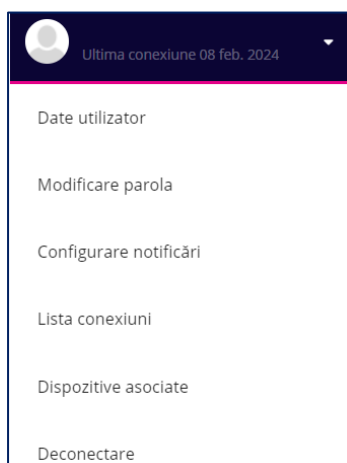 Ultima conexiune 08 feb. 2024
Date utilizator
Modificare parola
Configurare notificări
Lista conexiuni
Dispozitive asociate
Deconectare